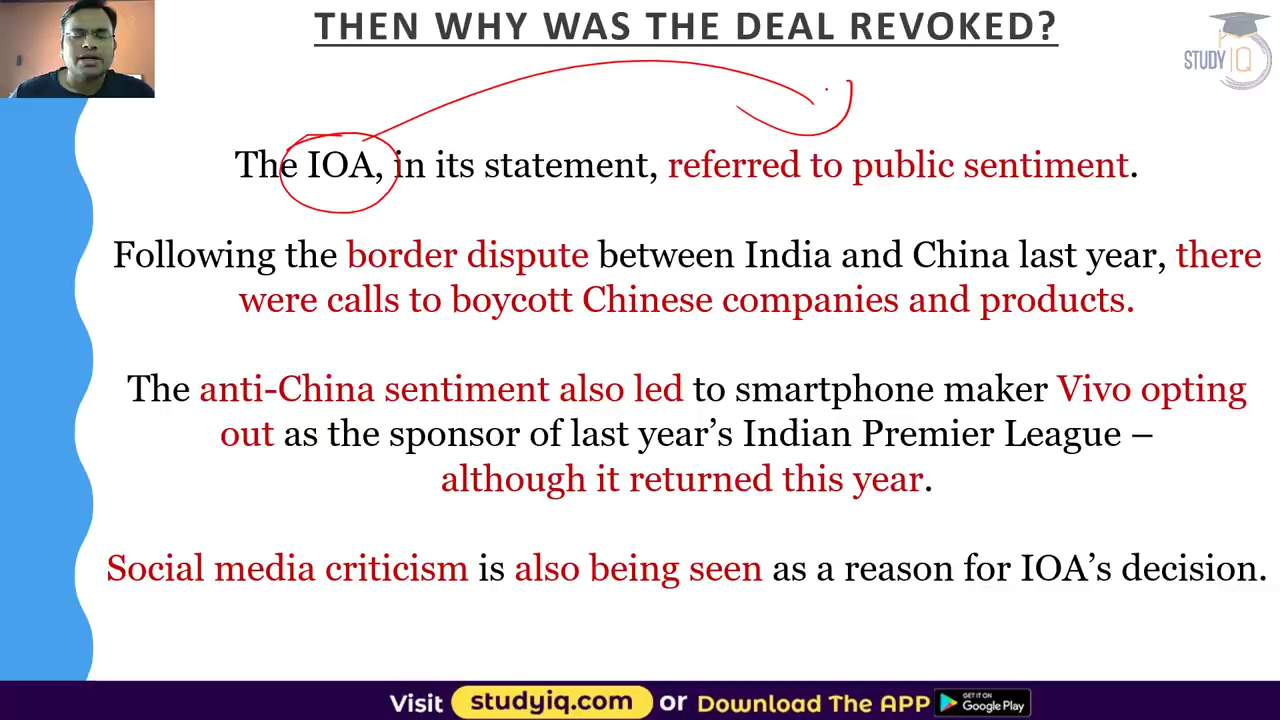 THEN WHY WAS THE DEAL REVOKED?
STUDY IQ
The IOA, in its statement, referred to public sentiment.
Following the border dispute between India and China last year, there
were calls to boycott Chinese companies and products.
The anti-China sentiment also led to smartphone maker Vivo opting
out as the sponsor of last year’s Indian Premier League –
although it returned this year.
Social media criticism is also being seen as a reason for IOA’s decision.
Visit studyiq.com or Download The APP GET IT ON Google Play